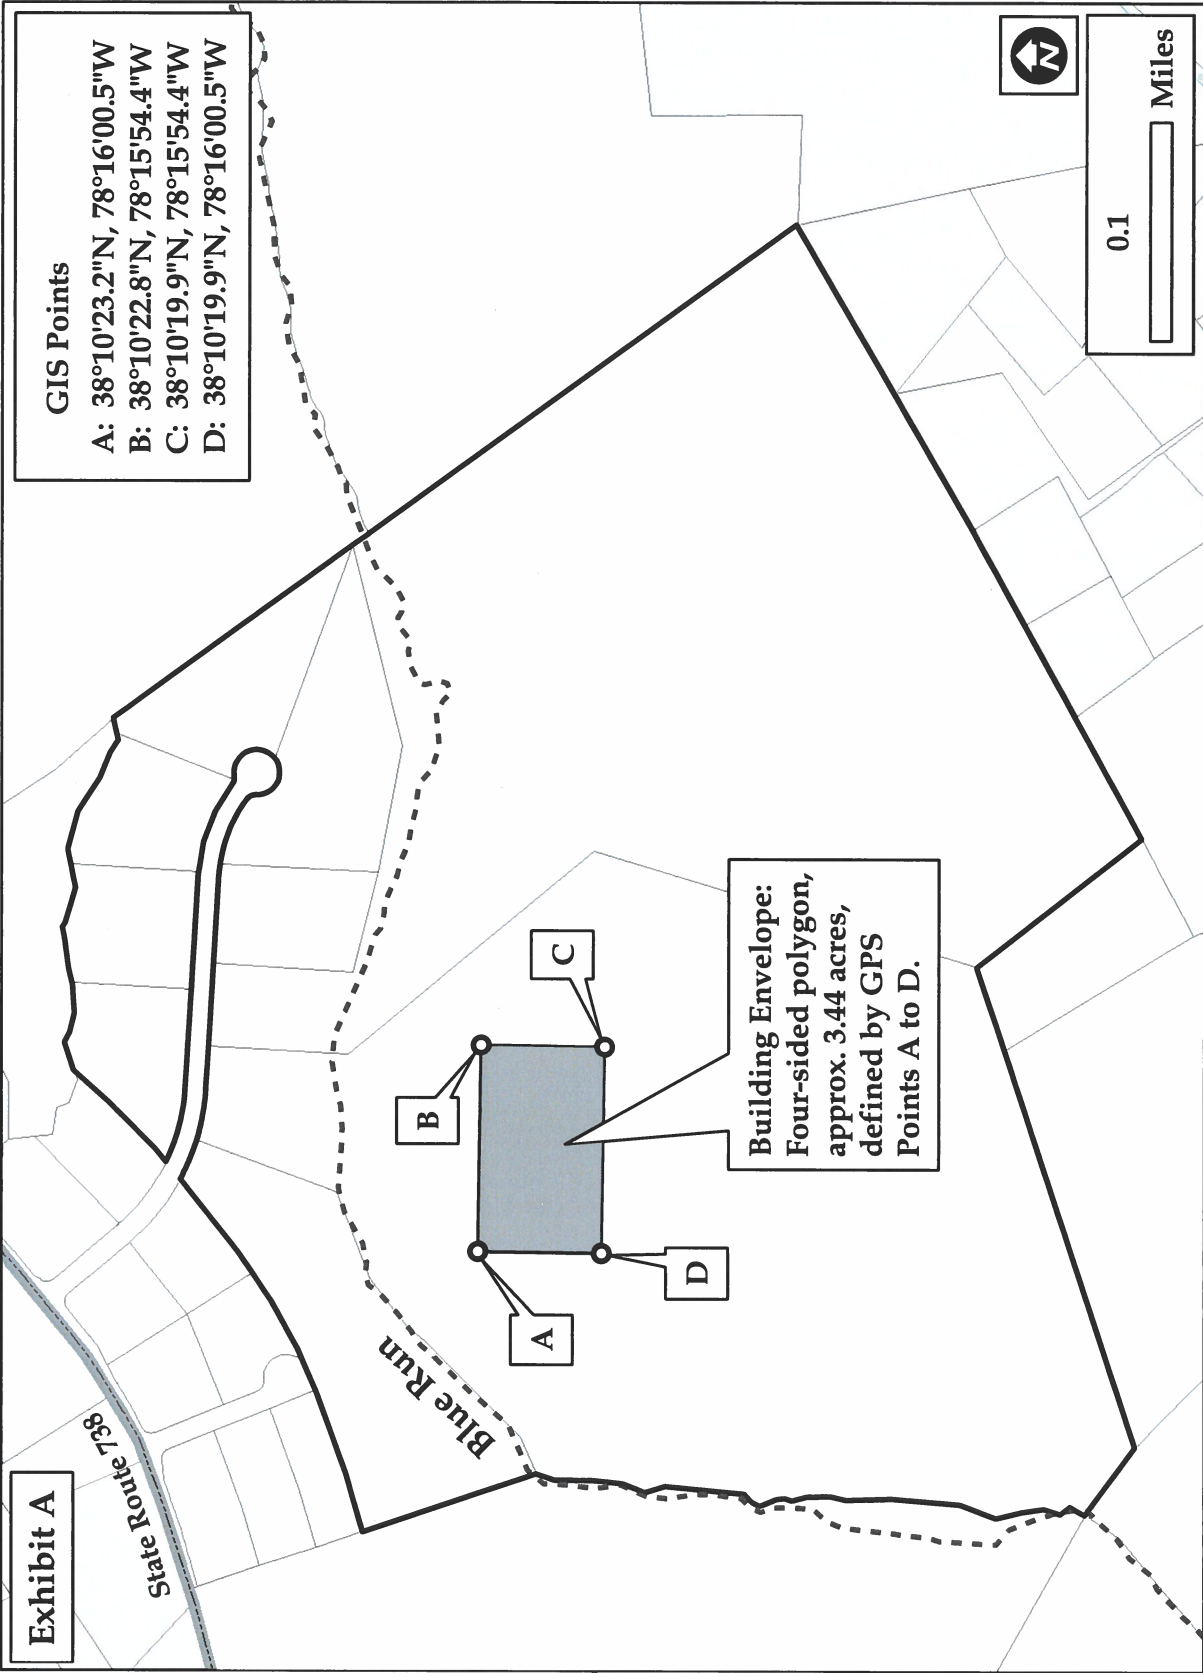 Exhibit A
State Route 738
GIS Points
A: 38°10'23.2"N, 78°16'00.5"W
B: 38°10'22.8"N, 78°15'54.4"W
C: 38°10'19.9"N, 78°15'54.4"W
D: 38°10'19.9"N, 78°16'00.5"W
Blue Run
A
B
C
D
Building Envelope:
Four-sided polygon,
approx. 3.44 acres,
defined by GPS
Points A to D.
N
0.1
Miles